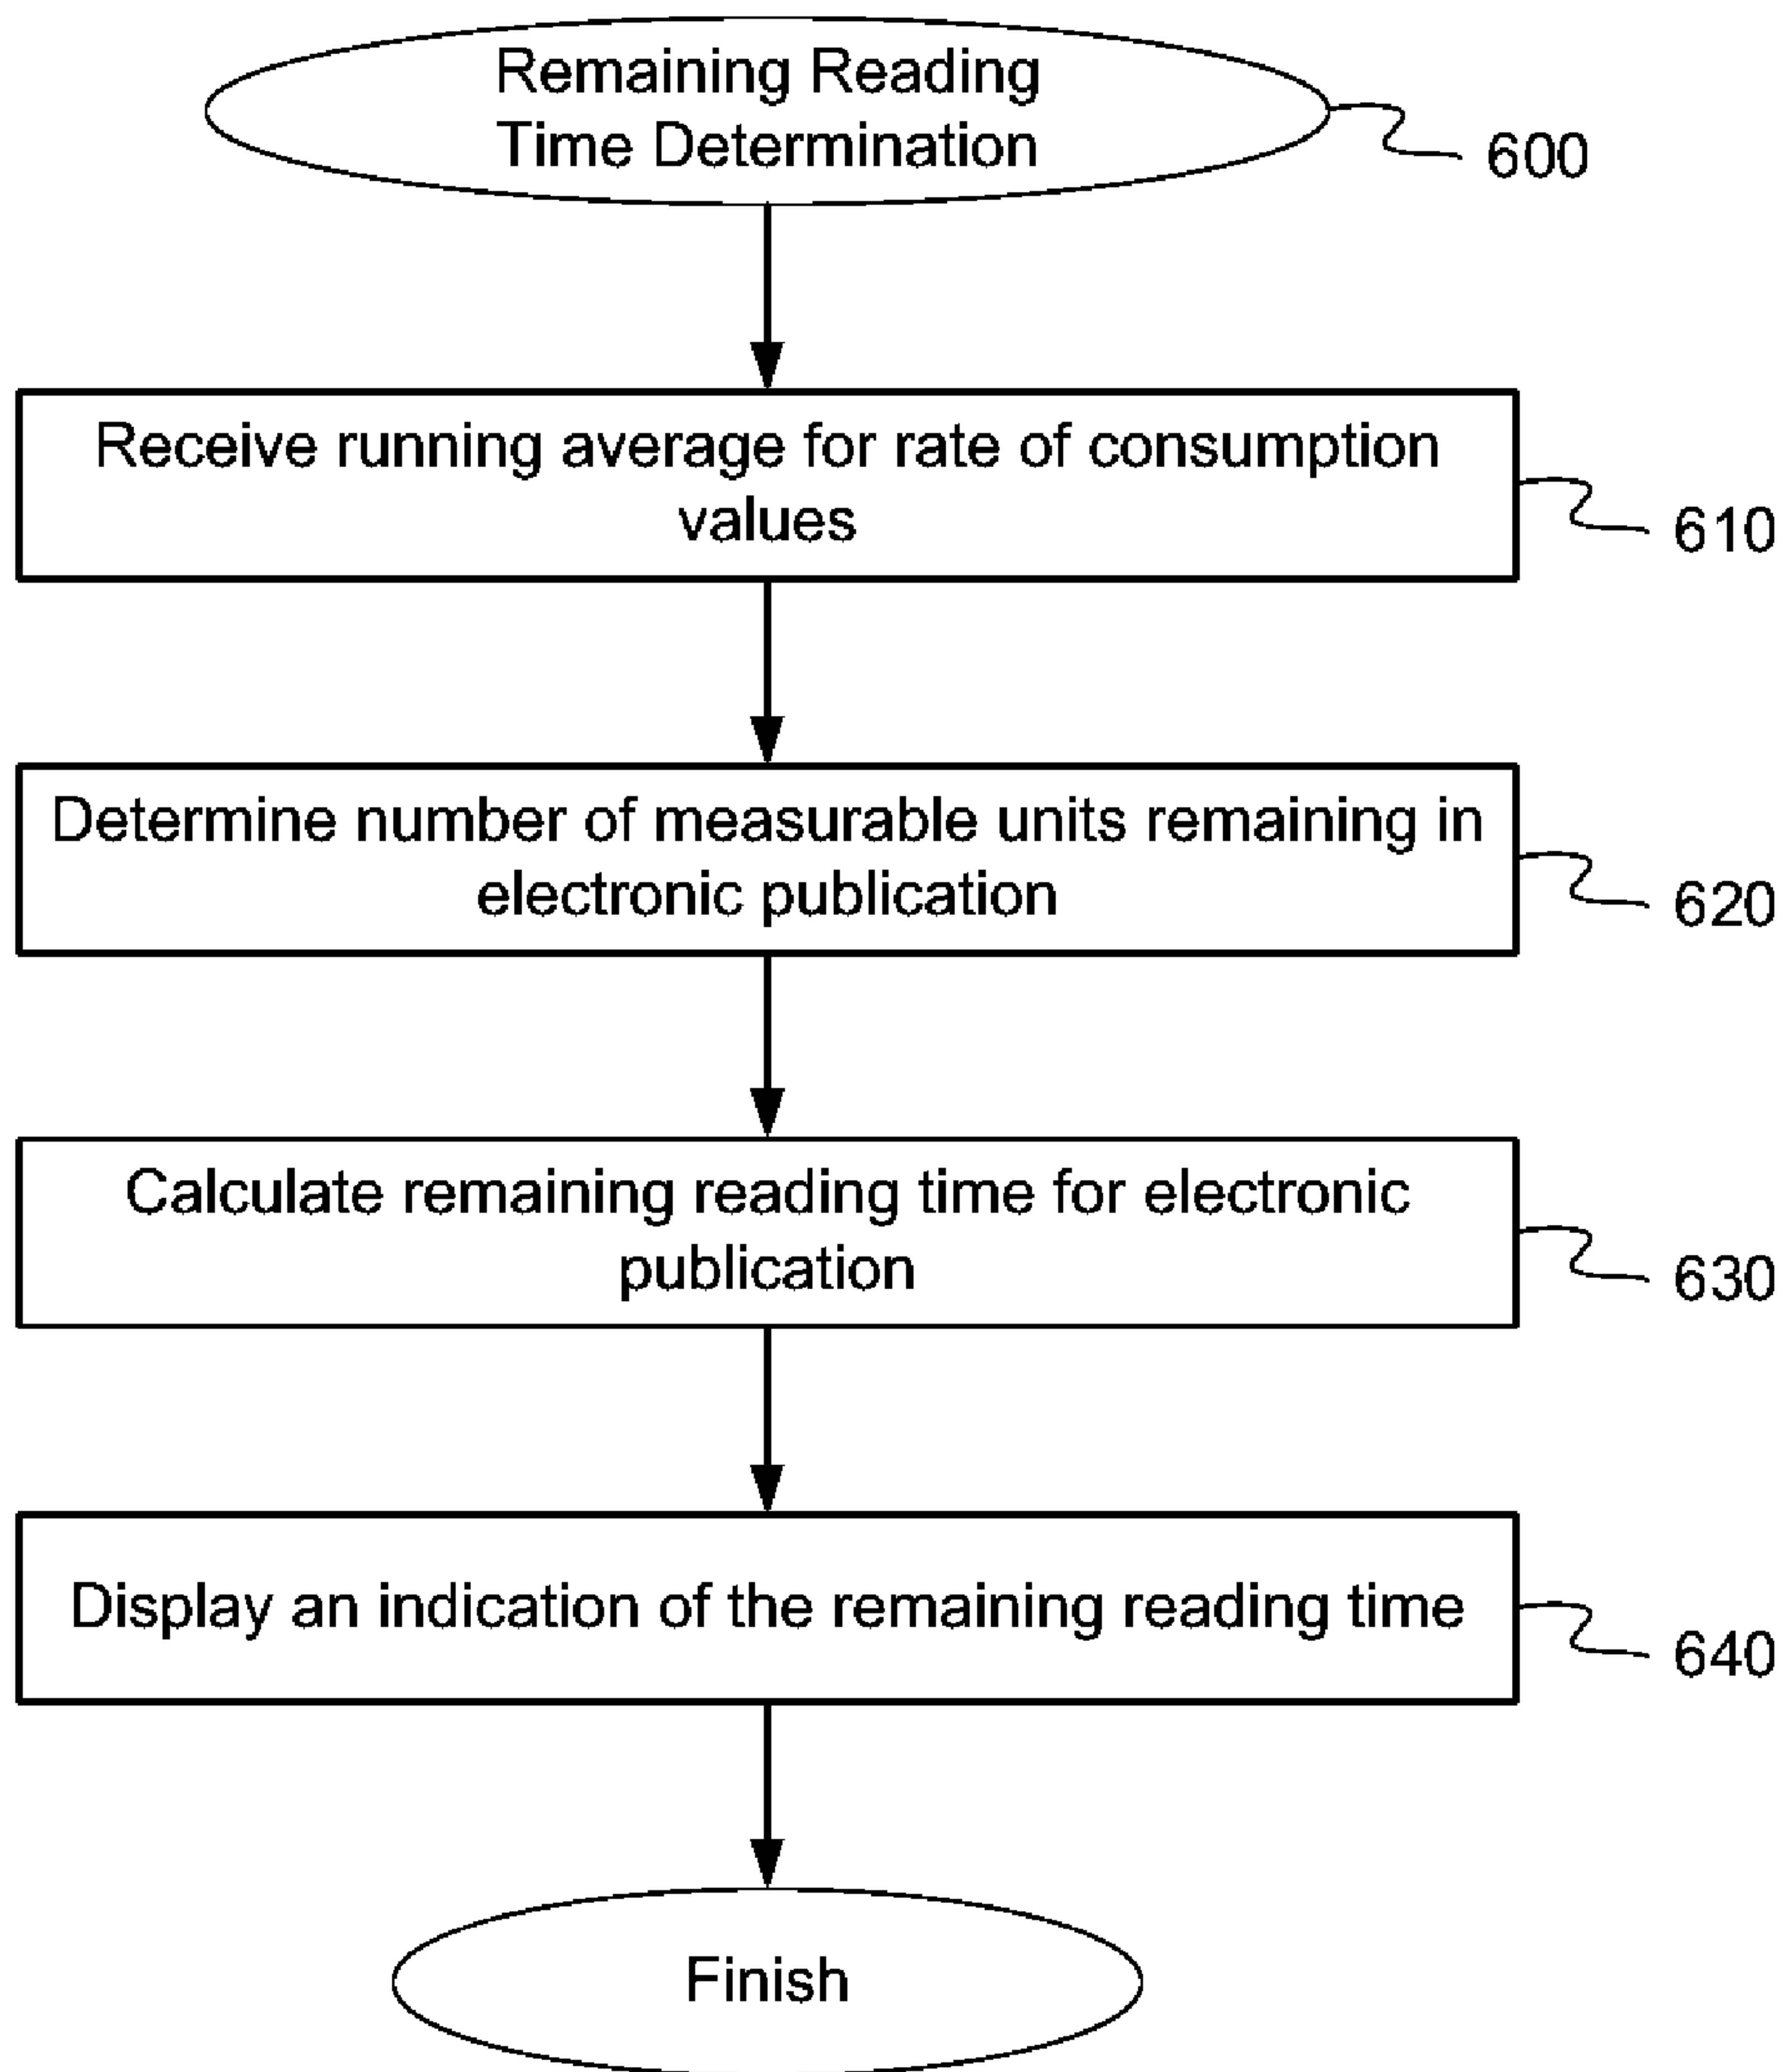 Remaining Reading
Time Determination
600
Receive running average for rate of consumption
values
610
Determine number of measurable units remaining in
electronic publication
620
Calculate remaining reading time for electronic
publication
630
Display an indication of the remaining reading time
640
Finish